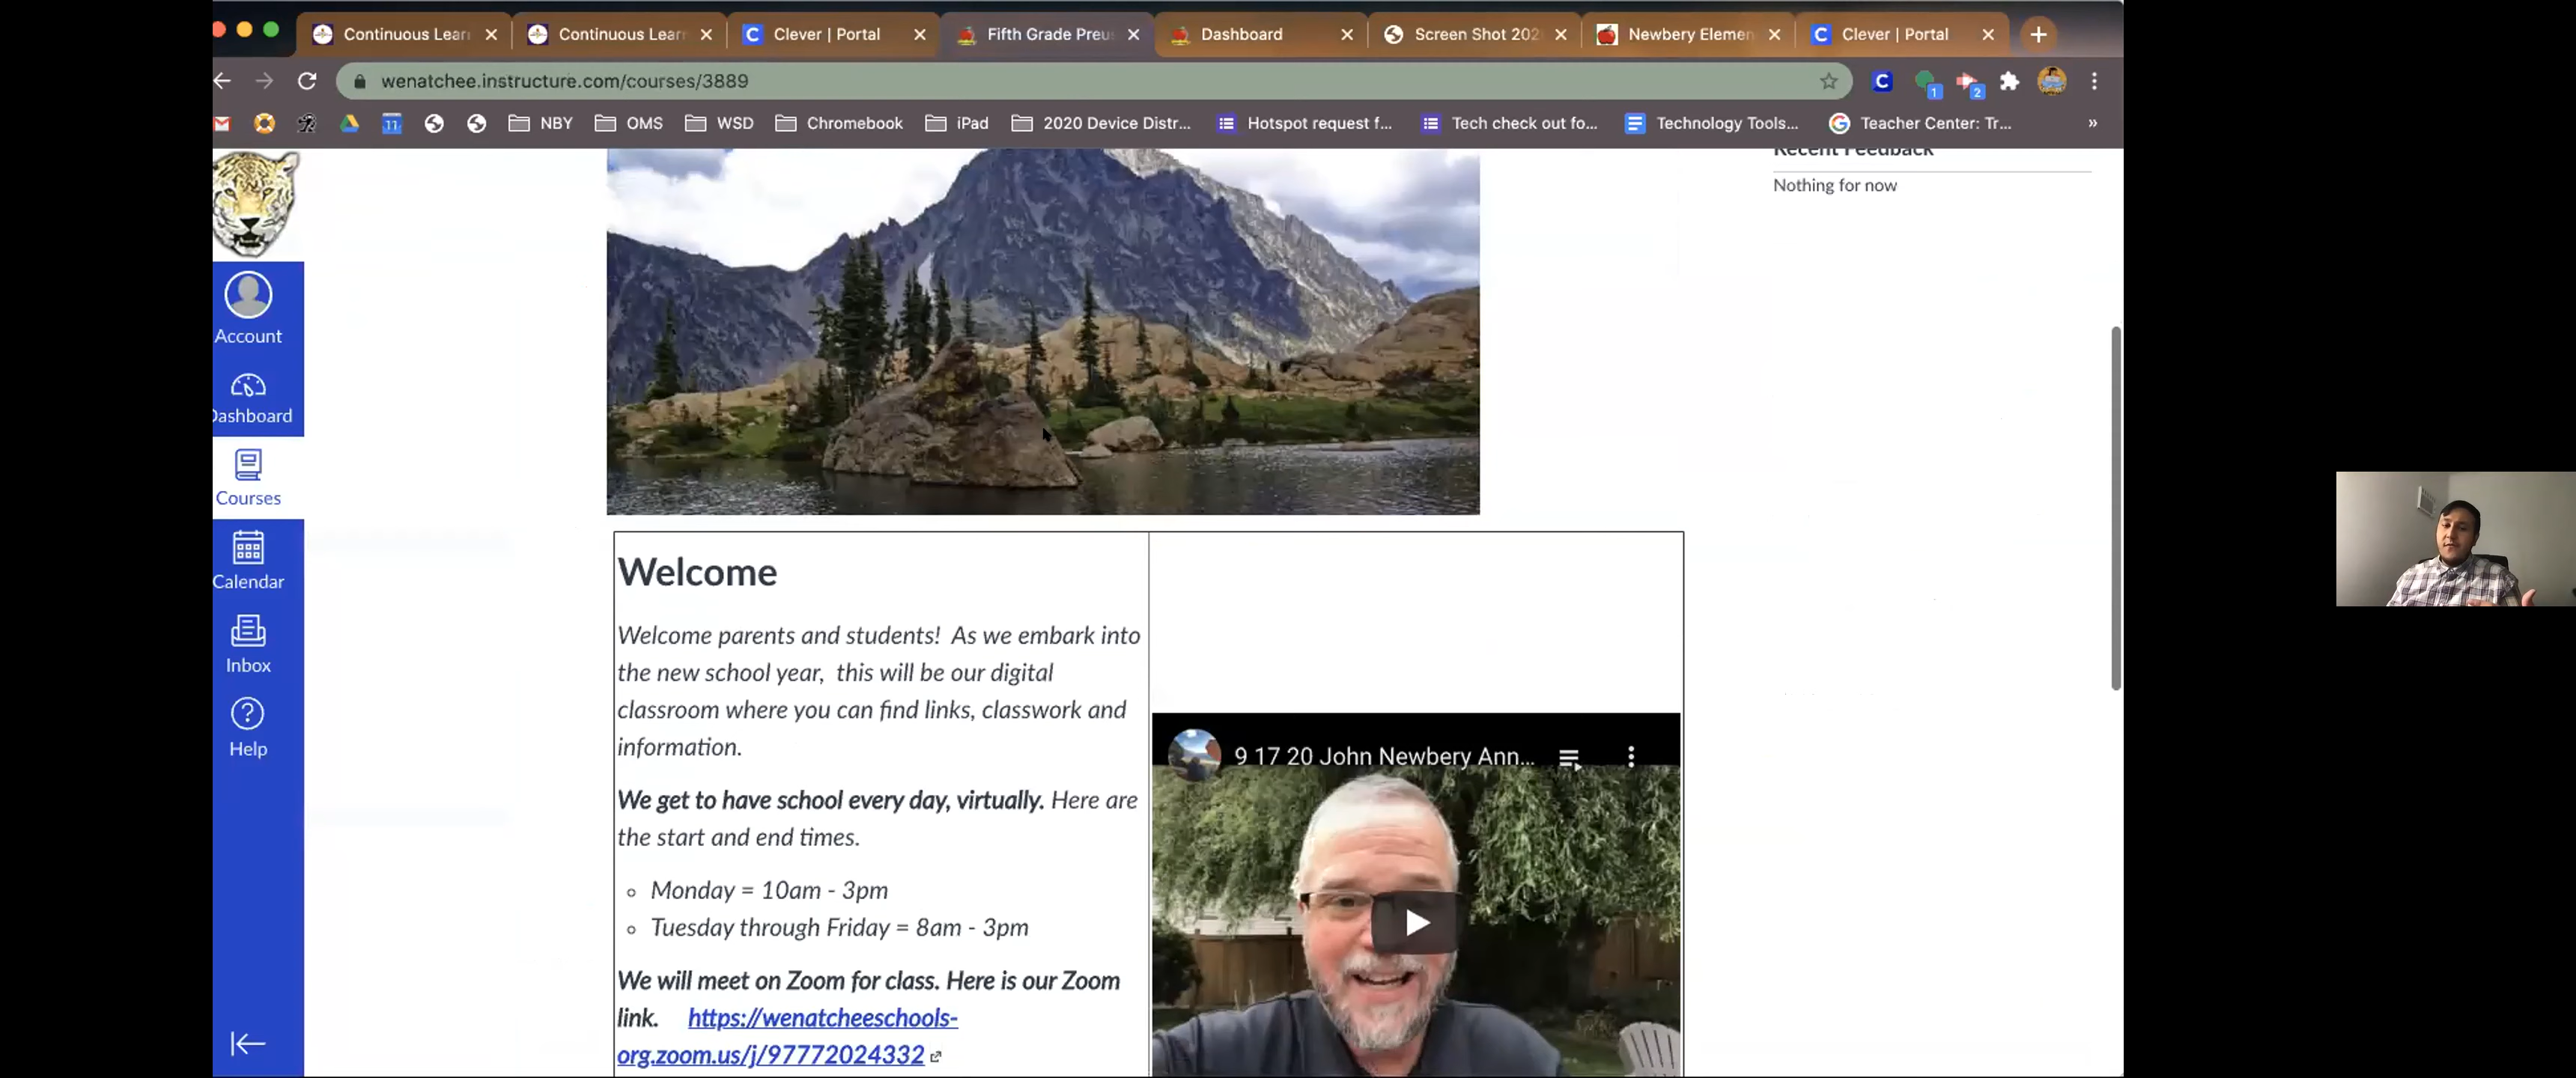 Continuous Lear
Continuous Lear
Clever | Portal
Fifth Grade Preu
Dashboard
Screen Shot 202
Newbery Elemen
Clever | Portal
wenatchee.instructure.com/courses/3889
1
2
11
NBY
OMS
WSD
Chromebook
iPad
2020 Device Distr...
Hotspot request f...
Tech check out fo...
Technology Tools...
Teacher Center: Tr...
»
Recent Feedback
Nothing for now
Account
Dashboard
Courses
Calendar
Inbox
Help
Welcome
Welcome parents and students!  As we embark into
the new school year,  this will be our digital
classroom where you can find links, classwork and
information.
We get to have school every day, virtually. Here are
the start and end times.
Monday = 10am - 3pm
Tuesday through Friday = 8am - 3pm
We will meet on Zoom for class. Here is our Zoom
link. https://wenatcheeschools-
org.zoom.us/j/97772024332
9 17 20 John Newbery Ann...